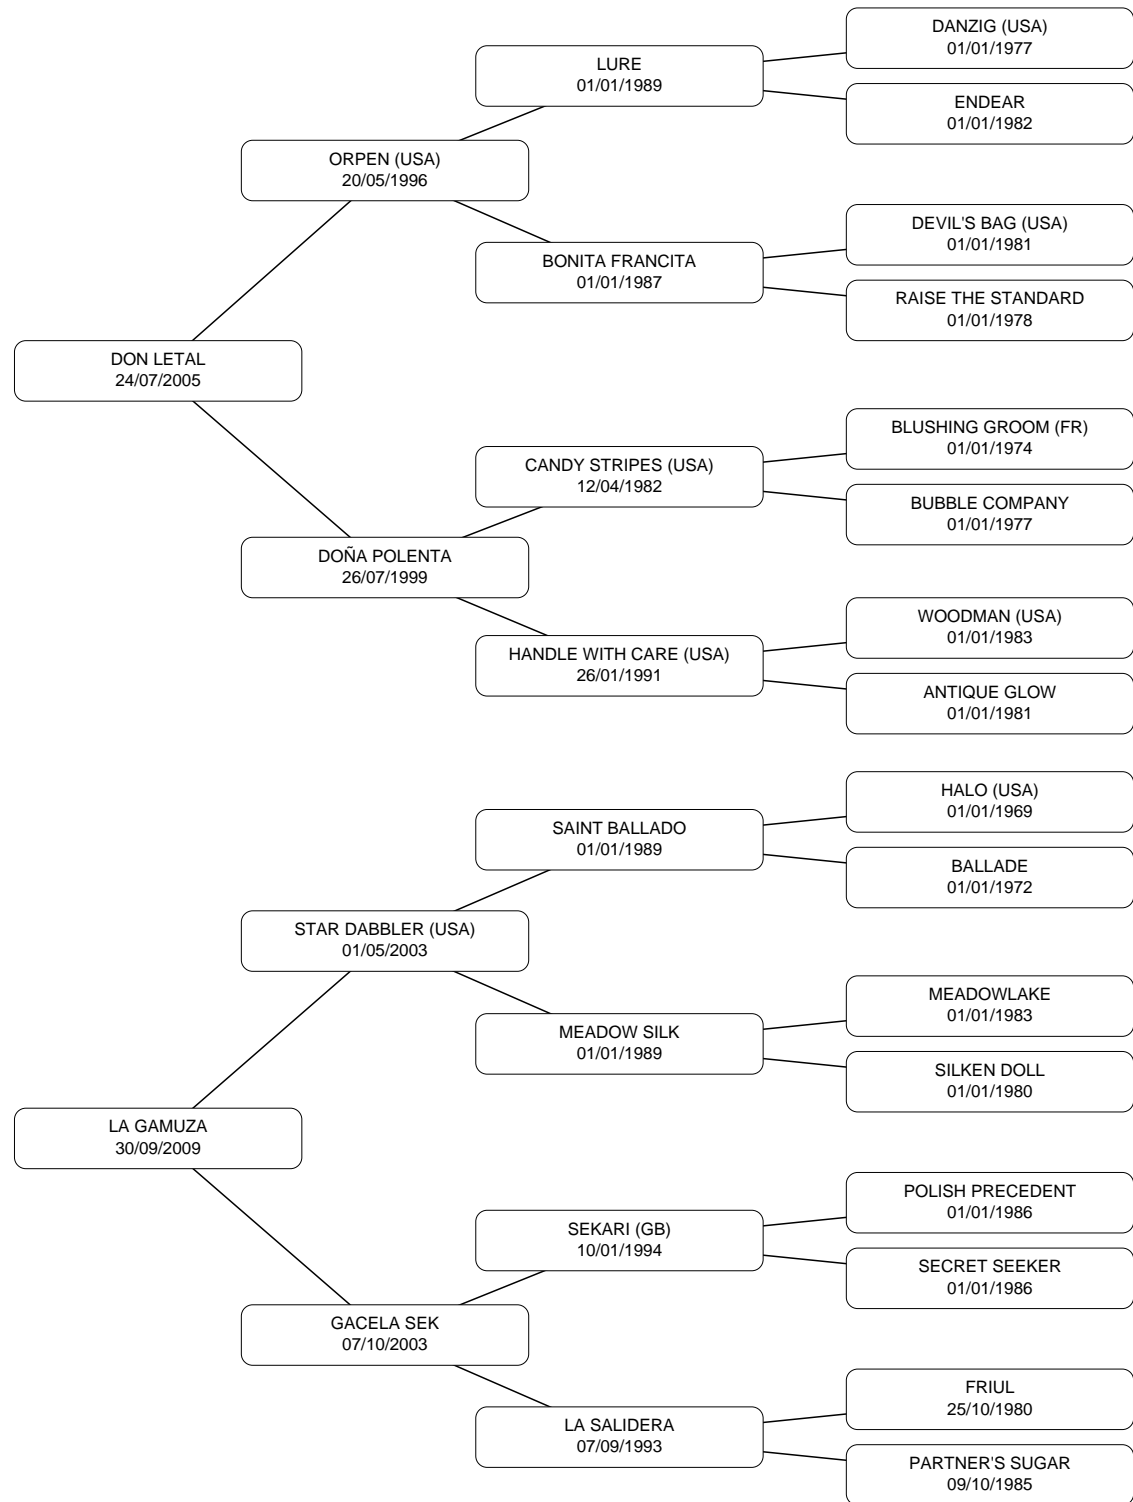 DANZIG (USA)
01/01/1977
LURE
01/01/1989
ENDEAR
01/01/1982
ORPEN (USA)
20/05/1996
DEVIL'S BAG (USA)
01/01/1981
BONITA FRANCITA
01/01/1987
RAISE THE STANDARD
01/01/1978
DON LETAL
24/07/2005
BLUSHING GROOM (FR)
01/01/1974
CANDY STRIPES (USA)
12/04/1982
BUBBLE COMPANY
01/01/1977
DOÑA POLENTA
26/07/1999
WOODMAN (USA)
01/01/1983
HANDLE WITH CARE (USA)
26/01/1991
ANTIQUE GLOW
01/01/1981
HALO (USA)
01/01/1969
SAINT BALLADO
01/01/1989
BALLADE
01/01/1972
STAR DABBLER (USA)
01/05/2003
MEADOWLAKE
01/01/1983
MEADOW SILK
01/01/1989
SILKEN DOLL
01/01/1980
LA GAMUZA
30/09/2009
POLISH PRECEDENT
01/01/1986
SEKARI (GB)
10/01/1994
SECRET SEEKER
01/01/1986
GACELA SEK
07/10/2003
FRIUL
25/10/1980
LA SALIDERA
07/09/1993
PARTNER'S SUGAR
09/10/1985